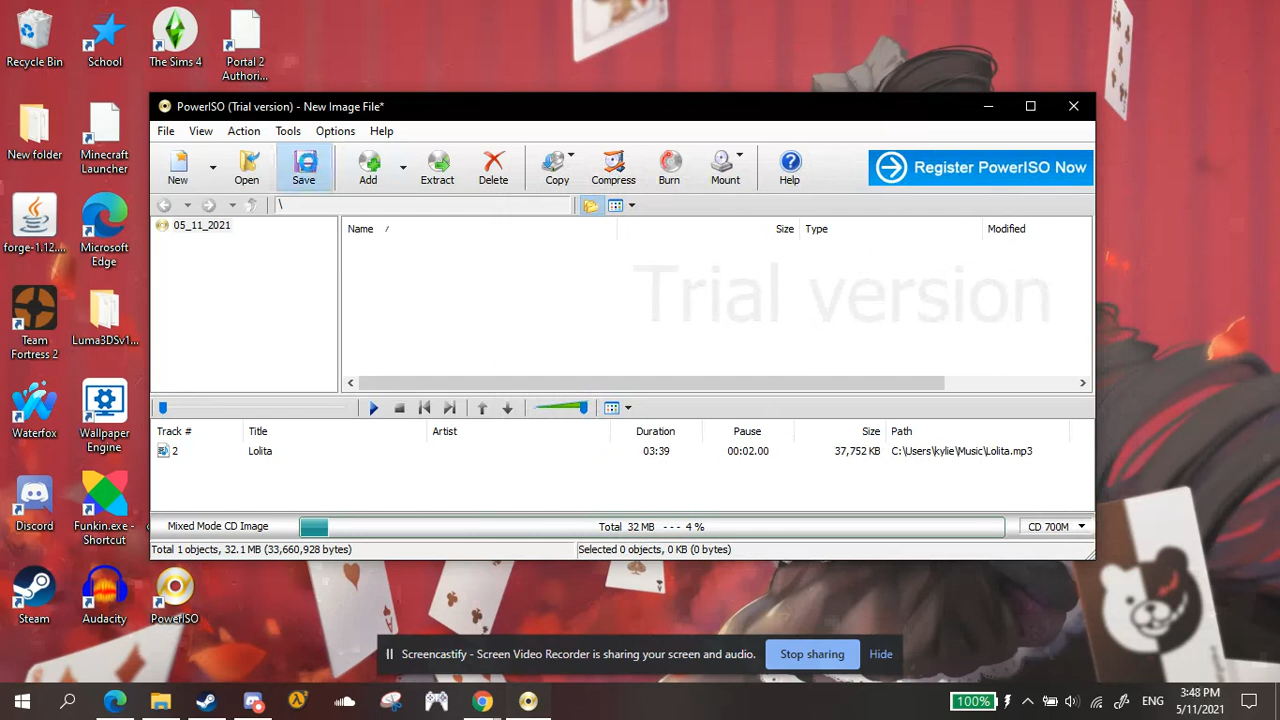 Recycle Bin
School
The Sims 4
Portal 2
Authori...
New folder
Minecraft
Launcher
forge-1.12....
Microsoft
Edge
Team
Fortress 2
Luma3DSv1...
Waterfox
Wallpaper
Engine
Discord
Funkin.exe -
Shortcut
Steam
Audacity
PowerISO
PowerISO (Trial version) - New Image File*
File View Action Tools Options Help
New Open Save Add Extract Delete Copy Compress Burn Mount Help
Register PowerISO Now
\
05_11_2021
Name / Size Type Modified
Trial version
Track # Title Artist Duration Pause Size Path
2 Lolita 03:39 00:02.00 37,752 KB C:\Users\kylie\Music\Lolita.mp3
Mixed Mode CD Image Total 32 MB --- 4 % CD 700M
Total 1 objects, 32.1 MB (33,660,928 bytes) Selected 0 objects, 0 KB (0 bytes)
Screencastify - Screen Video Recorder is sharing your screen and audio. Stop sharing Hide
100% ENG 3:48 PM
5/11/2021